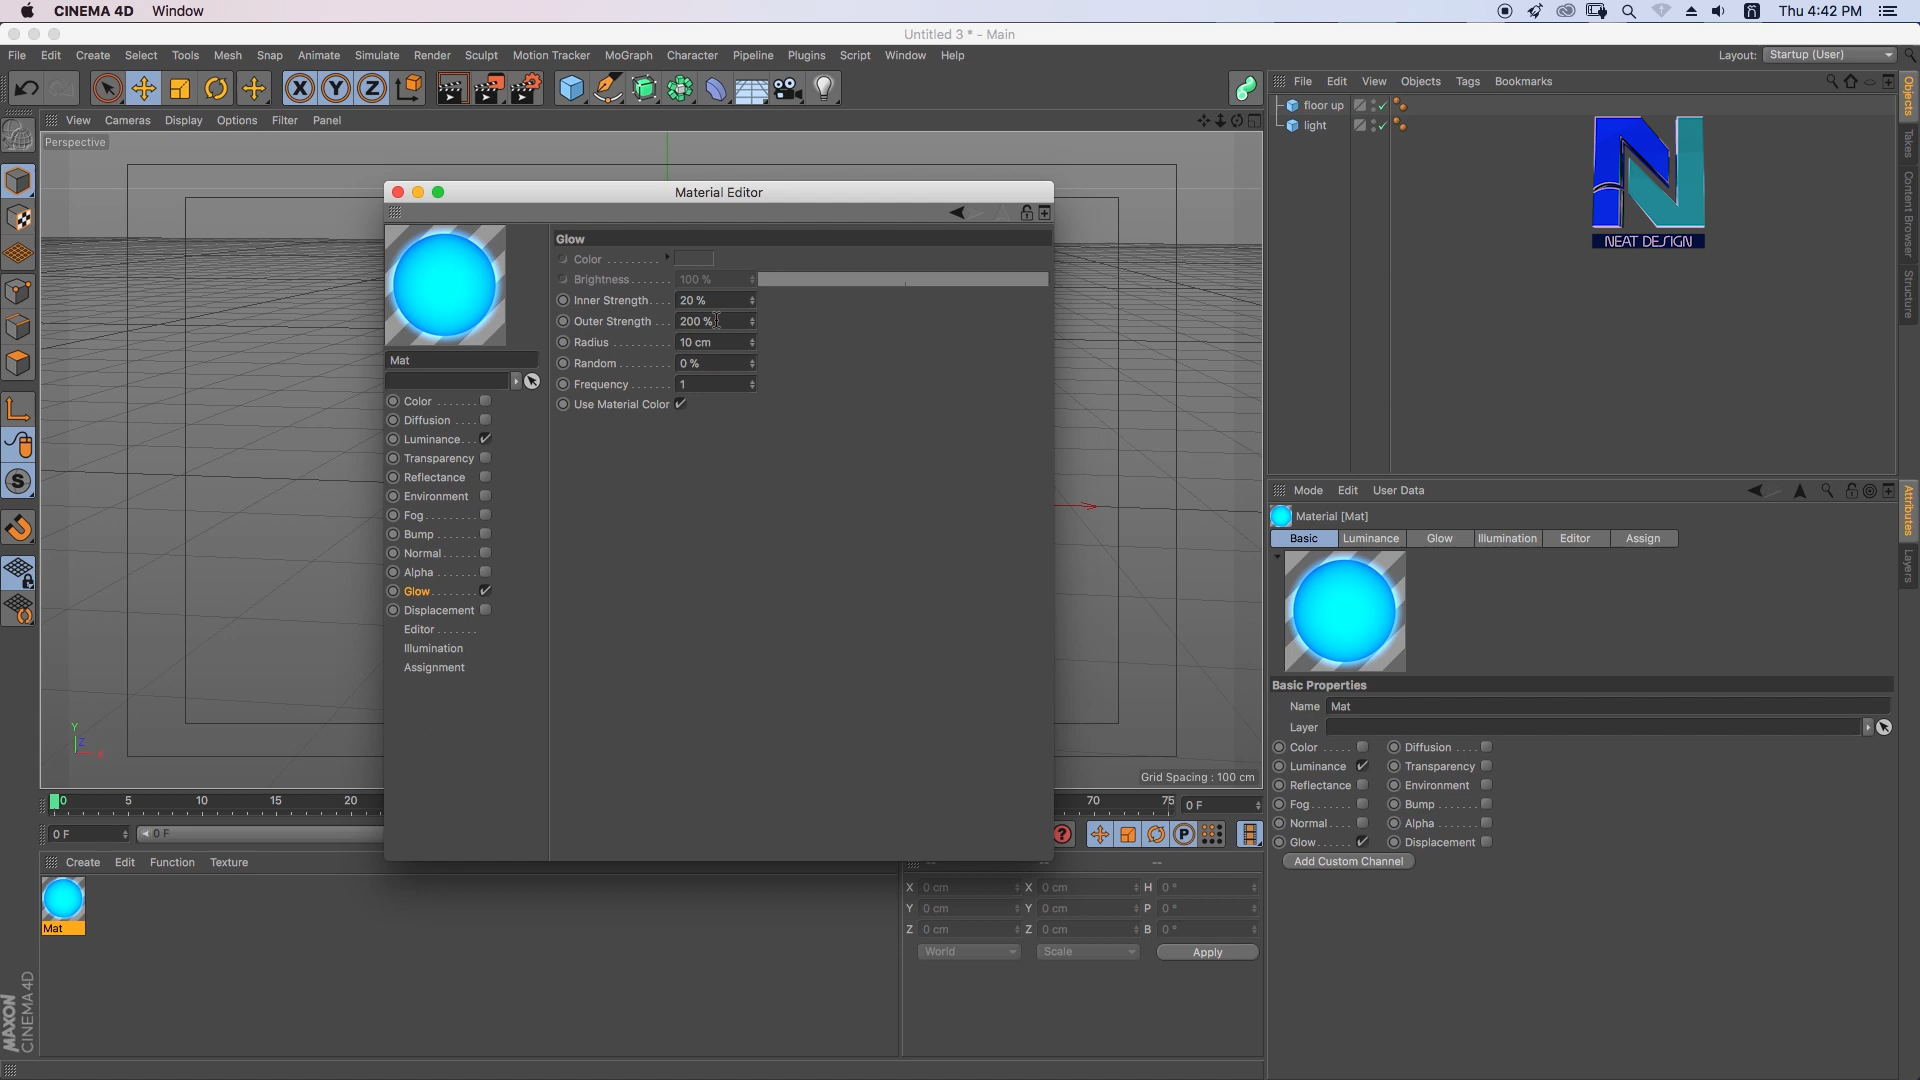 CINEMA 4D Window
Thu 4:42 PM
Untitled 3 * - Main
File Edit Create Select Tools Mesh Snap Animate Simulate Render Sculpt Motion Tracker MoGraph Character Pipeline Plugins Script Window Help
Layout: Startup (User)
View Cameras Display Options Filter Panel
Perspective
File Edit View Objects Tags Bookmarks
floor up
light
NEAT DESIGN
Objects
Takes
Content Browser
Structure
Material Editor
Mat
Color
Diffusion
Luminance
Transparency
Reflectance
Environment
Fog
Bump
Normal
Alpha
Glow
Displacement
Editor
Illumination
Assignment
Glow
Color
Brightness 100 %
Inner Strength 20 %
Outer Strength 200 %
Radius 10 cm
Random 0 %
Frequency 1
Use Material Color
Y
Z
X
Grid Spacing : 100 cm
0 5 10 15 20 70 75 0 F
0 F 0 F
Create Edit Function Texture
Mat
-- -- --
X 0 cm X 0 cm H 0 °
Y 0 cm Y 0 cm P 0 °
Z 0 cm Z 0 cm B 0 °
World Scale Apply
MAXON
CINEMA 4D
Mode Edit User Data
Material [Mat]
Basic Luminance Glow Illumination Editor Assign
Basic Properties
Name Mat
Layer
Color Diffusion
Luminance Transparency
Reflectance Environment
Fog Bump
Normal Alpha
Glow Displacement
Add Custom Channel
Attributes
Layers